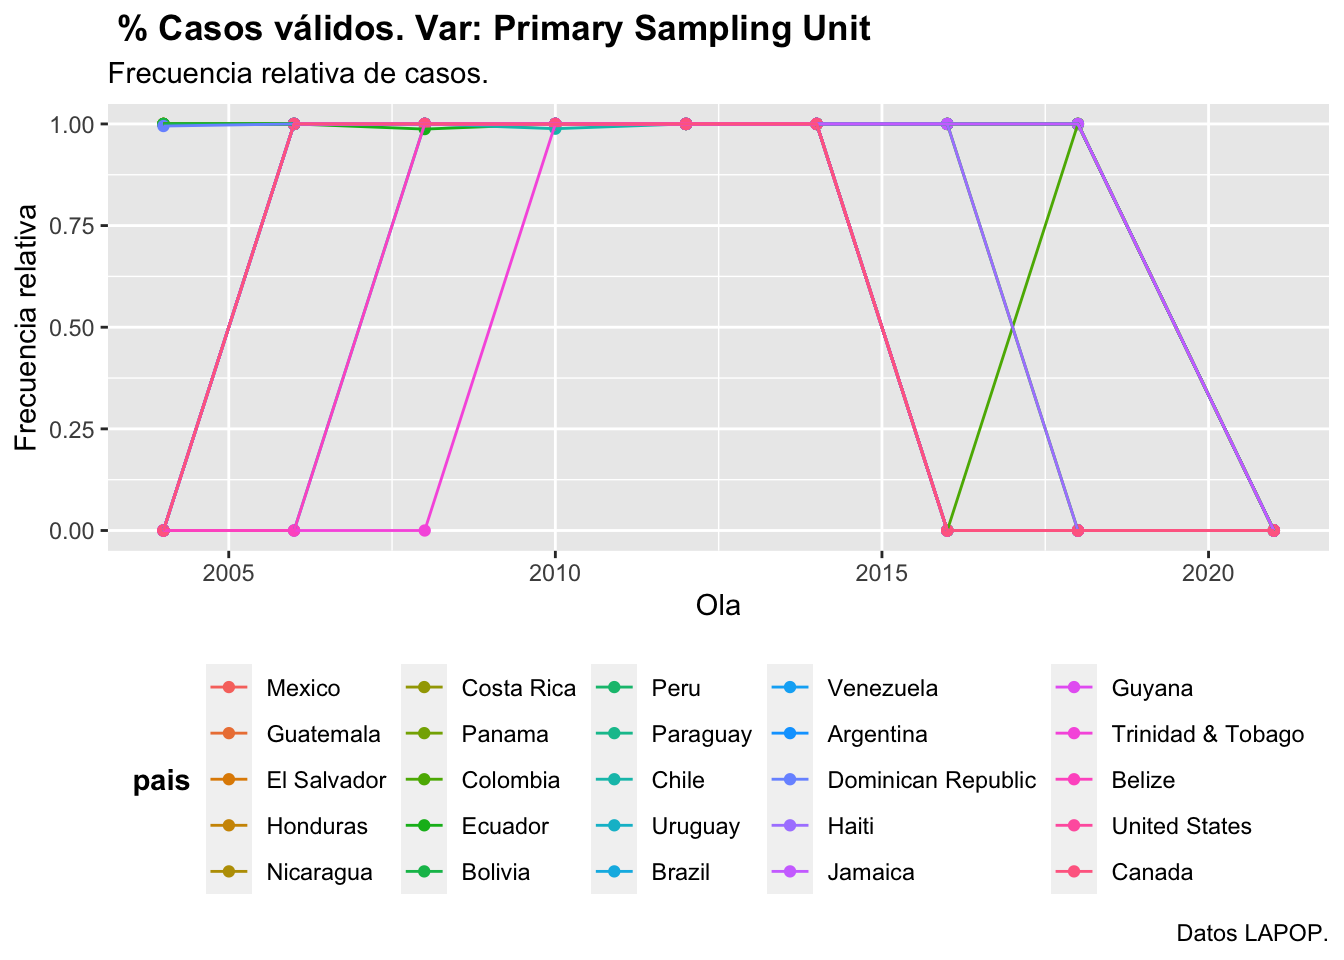 % Casos válidos. Var: Primary Sampling Unit
Frecuencia relativa de casos.
1.00
0.75
0.50
0.25
0.00
Frecuencia relativa
2005 2010 2015 2020
Ola
pais
Mexico Costa Rica Peru Venezuela Guyana
Guatemala Panama Paraguay Argentina Trinidad & Tobago
El Salvador Colombia Chile Dominican Republic Belize
Honduras Ecuador Uruguay Haiti United States
Nicaragua Bolivia Brazil Jamaica Canada
Datos LAPOP.